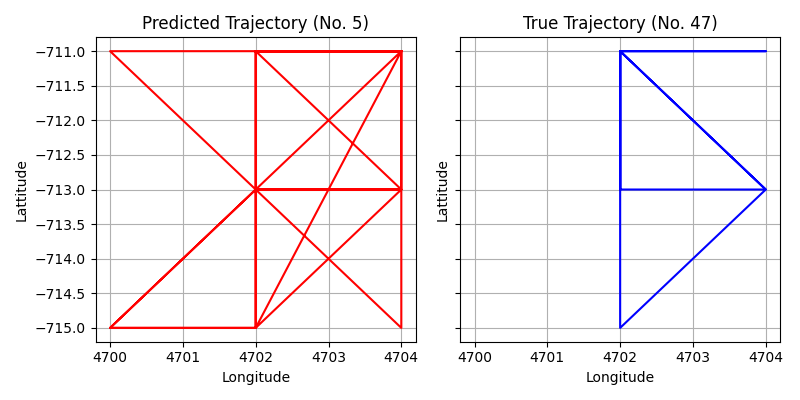 Predicted Trajectory (No. 5)
True Trajectory (No. 47)
−711.0
−711.5
−712.0
−712.5
−713.0
−713.5
−714.0
−714.5
−715.0
Lattitude
Lattitude
4700 4701 4702 4703 4704
4700 4701 4702 4703 4704
Longitude
Longitude